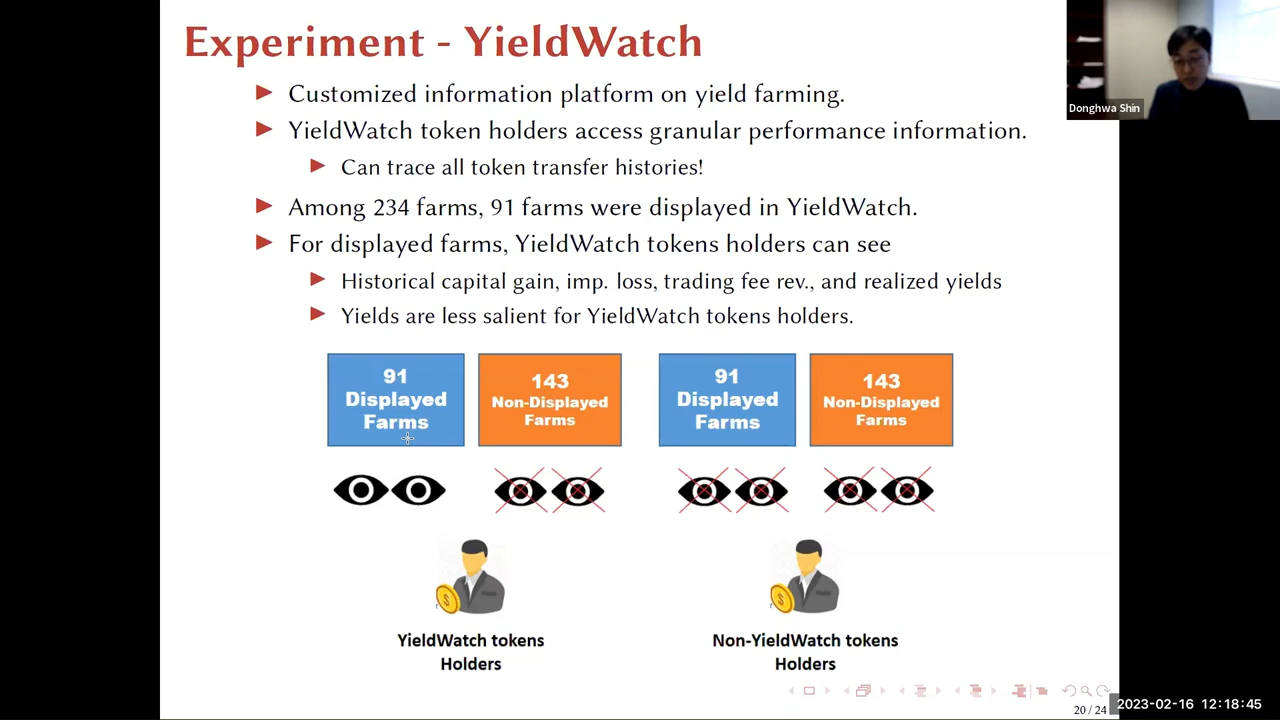 Experiment - YieldWatch
Customized information platform on yield farming.
YieldWatch token holders access granular performance information.
Can trace all token transfer histories!
Among 234 farms, 91 farms were displayed in YieldWatch.
For displayed farms, YieldWatch tokens holders can see
Historical capital gain, imp. loss, trading fee rev., and realized yields
Yields are less salient for YieldWatch tokens holders.
91
Displayed
Farms
143
Non-Displayed
Farms
91
Displayed
Farms
143
Non-Displayed
Farms
YieldWatch tokens
Holders
Non-YieldWatch tokens
Holders
20 / 24
Donghwa Shin
2023-02-16 12:18:45